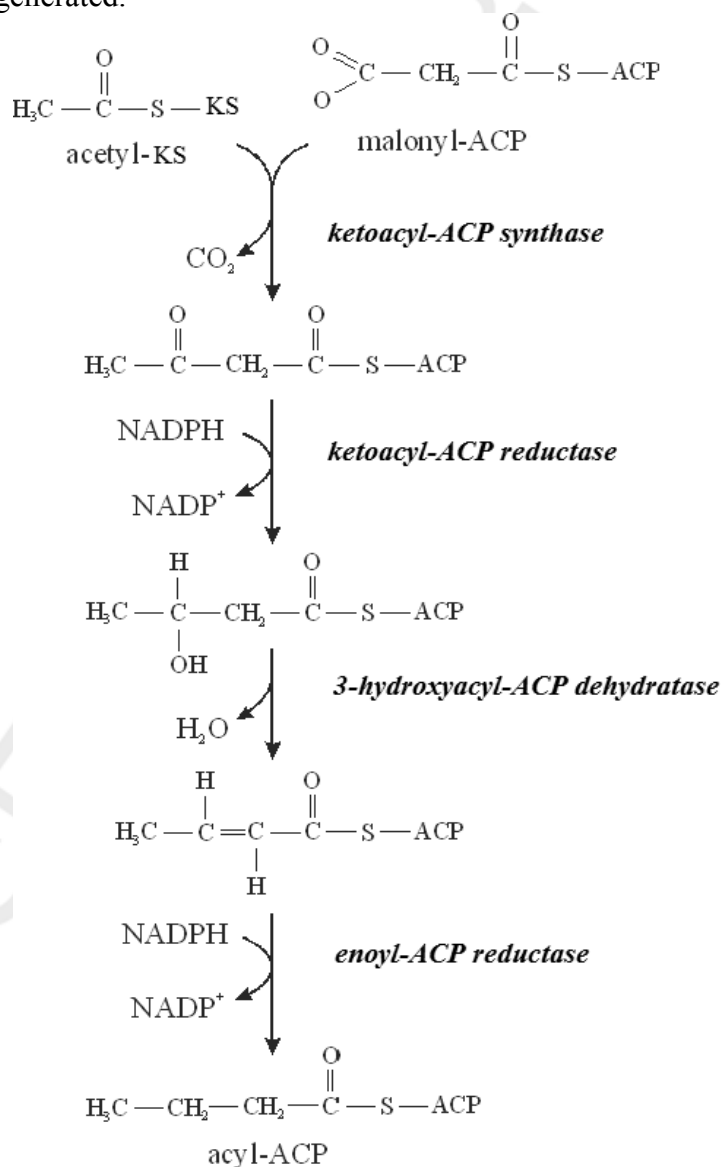 generated.
O
O
O
C — CH₂ — C — S — ACP
O
H₃C — C — S — KS
acetyl-KS
malonyl-ACP
ketoacyl-ACP synthase
CO₂
O
O
H₃C — C — CH₂ — C — S — ACP
NADPH
ketoacyl-ACP reductase
NADP⁺
H
O
H₃C — C — CH₂ — C — S — ACP
OH
3-hydroxyacyl-ACP dehydratase
H₂O
H
O
H₃C — C = C — C — S — ACP
H
NADPH
enoyl-ACP reductase
NADP⁺
O
H₃C — CH₂ — CH₂ — C — S — ACP
acyl-ACP